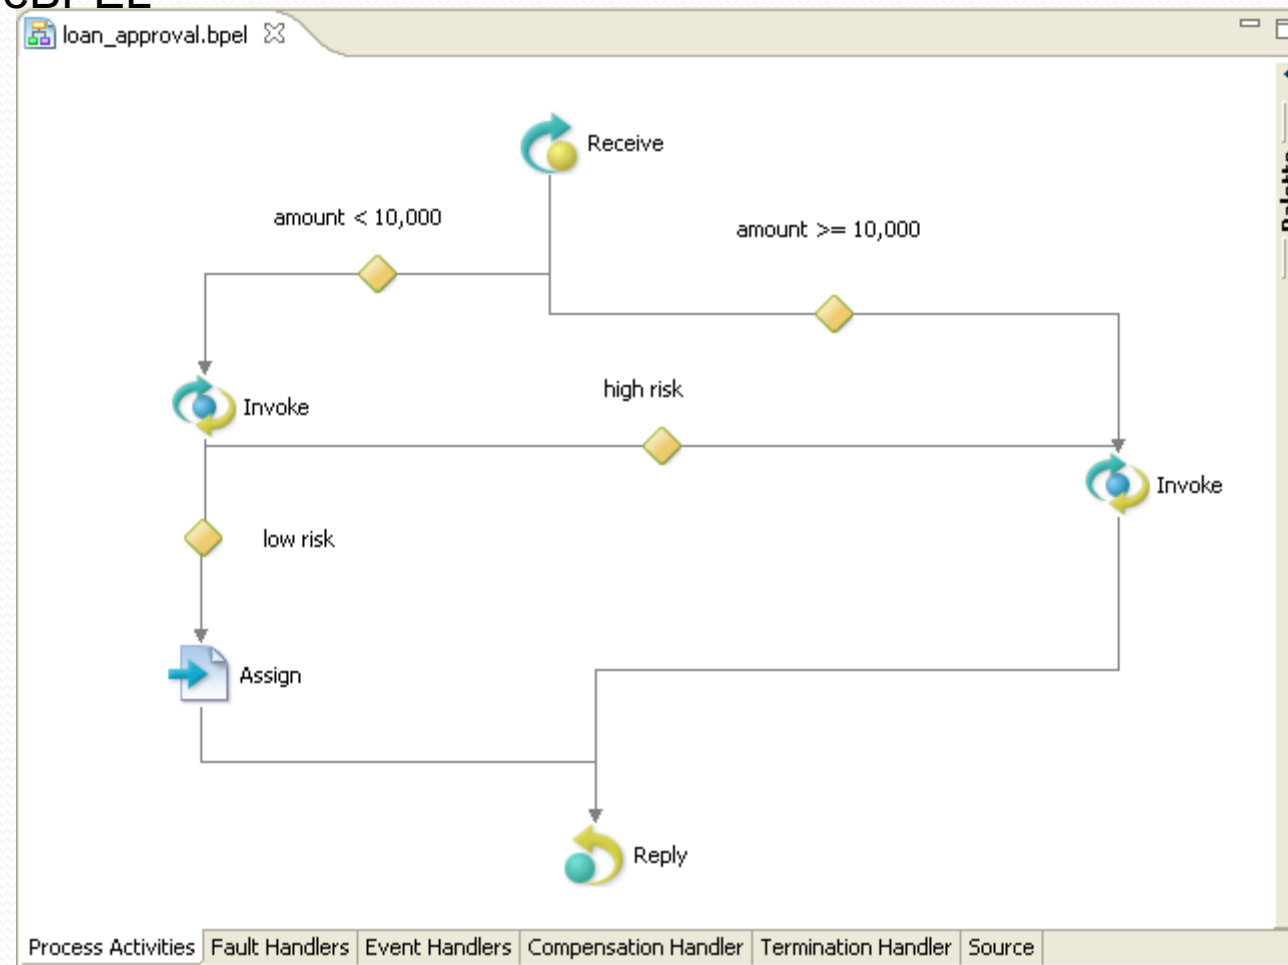 loan_approval.bpel
Receive
amount < 10,000
amount >= 10,000
high risk
Invoke
Invoke
low risk
Assign
Reply
Process Activities Fault Handlers Event Handlers Compensation Handler Termination Handler Source